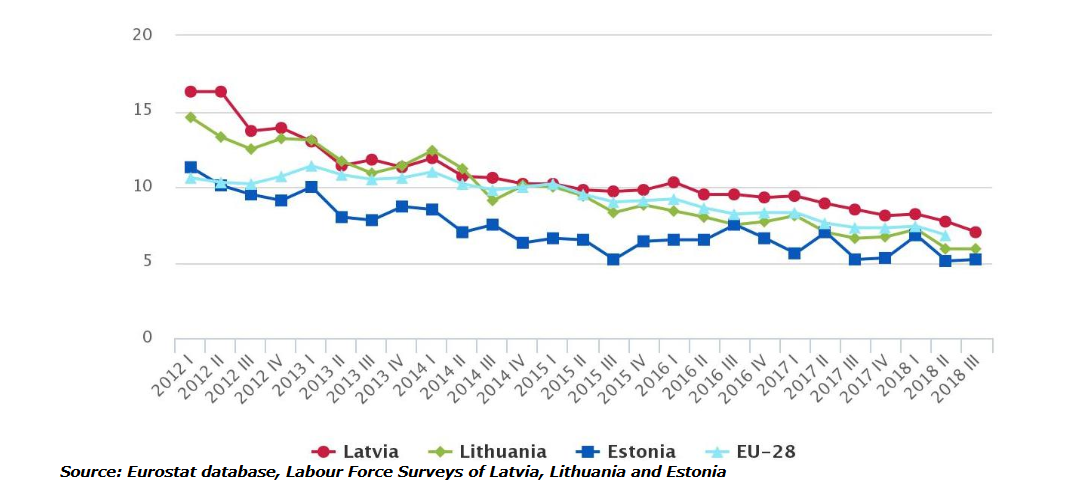 20
15
10
5
0
2012 I
2012 II
2012 III
2012 IV
2013 I
2013 II
2013 III
2013 IV
2014 I
2014 II
2014 III
2014 IV
2015 I
2015 II
2015 III
2015 IV
2016 I
2016 II
2016 III
2016 IV
2017 I
2017 II
2017 III
2017 IV
2018 I
2018 II
2018 III
Latvia Lithuania Estonia EU-28
Source: Eurostat database, Labour Force Surveys of Latvia, Lithuania and Estonia